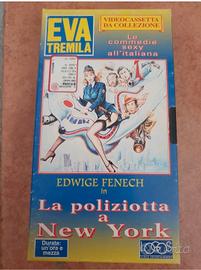 EVA
TREMILA
VIDEOCASSETTA
DA COLLEZIONE
Le
commedie
sexy
all'italiana
EDWIGE FENECH
in
La poliziotta
a
New York
Durata:
un'ora e
mezza